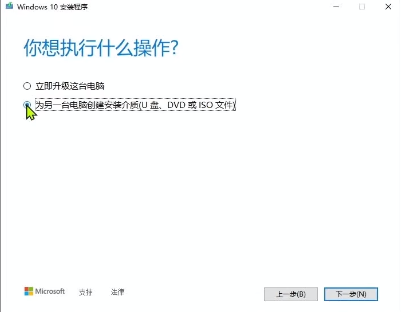 Windows 10 安装程序
你想执行什么操作?
立即升级这台电脑
为另一台电脑创建安装介质(U 盘、DVD 或 ISO 文件)
Microsoft 支持 法律 上一步(B) 下一步(N)